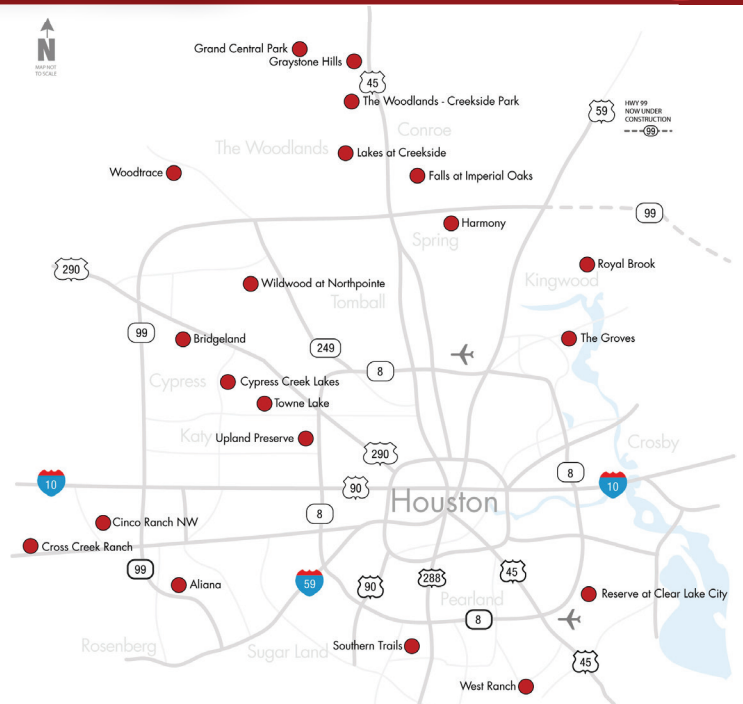 N
MAP NOT
TO SCALE
Grand Central Park
Graystone Hills
45
The Woodlands - Creekside Park
59
HWY 99
NOW UNDER
CONSTRUCTION
99
Conroe
The Woodlands
Lakes at Creekside
Woodtrace
Falls at Imperial Oaks
99
Harmony
Spring
290
Royal Brook
Kingwood
Wildwood at Northpointe
Tomball
99
Bridgeland
249
The Groves
8
Cypress
Cypress Creek Lakes
Towne Lake
Katy
Upland Preserve
Crosby
290
8
10
90
10
Houston
8
Cinco Ranch NW
Cross Creek Ranch
99
Aliana
59
90
288
45
Reserve at Clear Lake City
Pearland
8
Rosenberg
Sugar Land
Southern Trails
45
West Ranch